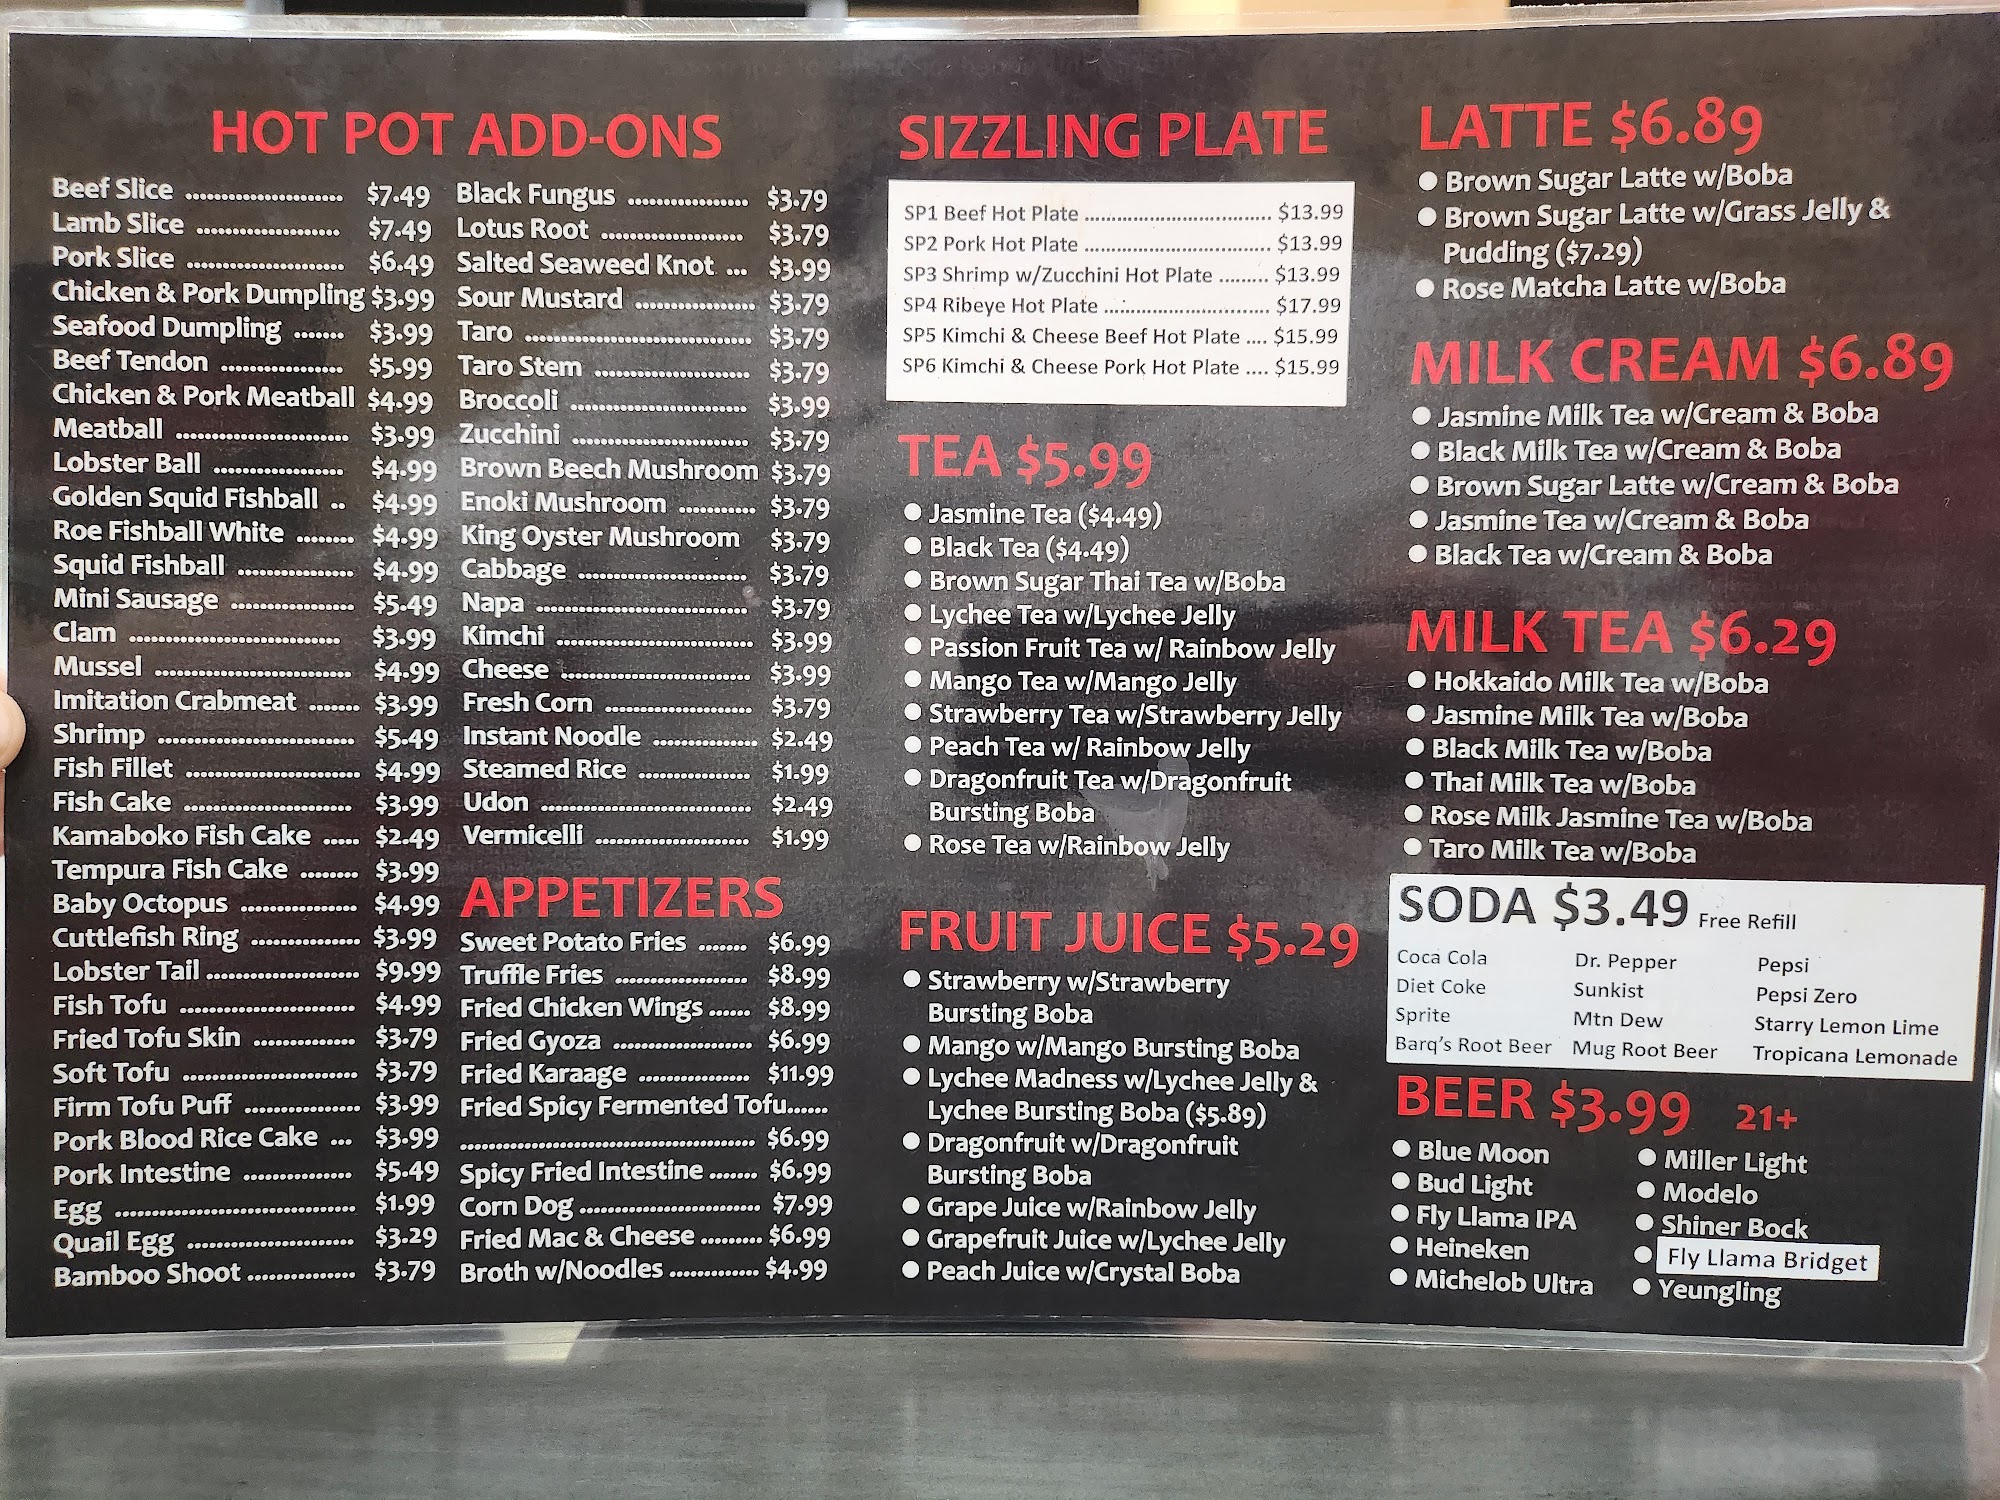 HOT POT ADD-ONS
Beef Slice ........................ $7.49
Lamb Slice ...................... $7.49
Pork Slice ........................ $6.49
Chicken & Pork Dumpling $3.99
Seafood Dumpling ....... $3.99
Beef Tendon ................... $5.99
Chicken & Pork Meatball $4.99
Meatball .......................... $3.99
Lobster Ball .................... $4.99
Golden Squid Fishball .. $4.99
Roe Fishball White ........ $4.99
Squid Fishball ................. $4.99
Mini Sausage .................. $5.49
Clam ................................ $3.99
Mussel ............................. $4.99
Imitation Crabmeat ....... $3.99
Shrimp ............................. $5.49
Fish Fillet .......................... $4.99
Fish Cake ......................... $3.99
Kamaboko Fish Cake ..... $2.49
Tempura Fish Cake ........ $3.99
Baby Octopus ................. $4.99
Cuttlefish Ring ................ $3.99
Lobster Tail ....................... $9.99
Fish Tofu .......................... $4.99
Fried Tofu Skin ............... $3.79
Soft Tofu .......................... $3.79
Firm Tofu Puff ................. $3.99
Pork Blood Rice Cake ... $3.99
Pork Intestine ................ $5.49
Egg .................................... $1.99
Quail Egg ......................... $3.29
Bamboo Shoot ................ $3.79
Black Fungus .................. $3.79
Lotus Root ..................... $3.79
Salted Seaweed Knot ... $3.99
Sour Mustard .................. $3.79
Taro .................................. $3.79
Taro Stem ....................... $3.79
Broccoli ........................... $3.99
Zucchini ........................... $3.79
Brown Beech Mushroom $3.79
Enoki Mushroom ............ $3.79
King Oyster Mushroom $3.79
Cabbage .......................... $3.79
Napa ................................ $3.79
Kimchi .............................. $3.99
Cheese ............................. $3.99
Fresh Corn ...................... $3.79
Instant Noodle ................ $2.49
Steamed Rice ................. $1.99
Udon ................................ $2.49
Vermicelli ....................... $1.99
APPETIZERS
Sweet Potato Fries ....... $6.99
Truffle Fries .................... $8.99
Fried Chicken Wings ...... $8.99
Fried Gyoza ..................... $6.99
Fried Karaage ................. $11.99
Fried Spicy Fermented Tofu......
............................................. $6.99
Spicy Fried Intestine ....... $6.99
Corn Dog ........................... $7.99
Fried Mac & Cheese ......... $6.99
Broth w/Noodles .............. $4.99
SIZZLING PLATE
SP1 Beef Hot Plate .................................. $13.99
SP2 Pork Hot Plate .................................. $13.99
SP3 Shrimp w/Zucchini Hot Plate ......... $13.99
SP4 Ribeye Hot Plate .............................. $17.99
SP5 Kimchi & Cheese Beef Hot Plate .... $15.99
SP6 Kimchi & Cheese Pork Hot Plate .... $15.99
TEA $5.99
● Jasmine Tea ($4.49)
● Black Tea ($4.49)
● Brown Sugar Thai Tea w/Boba
● Lychee Tea w/Lychee Jelly
● Passion Fruit Tea w/ Rainbow Jelly
● Mango Tea w/Mango Jelly
● Strawberry Tea w/Strawberry Jelly
● Peach Tea w/ Rainbow Jelly
● Dragonfruit Tea w/Dragonfruit
Bursting Boba
● Rose Tea w/Rainbow Jelly
FRUIT JUICE $5.29
● Strawberry w/Strawberry
Bursting Boba
● Mango w/Mango Bursting Boba
● Lychee Madness w/Lychee Jelly &
Lychee Bursting Boba ($5.89)
● Dragonfruit w/Dragonfruit
Bursting Boba
● Grape Juice w/Rainbow Jelly
● Grapefruit Juice w/Lychee Jelly
● Peach Juice w/Crystal Boba
LATTE $6.89
● Brown Sugar Latte w/Boba
● Brown Sugar Latte w/Grass Jelly &
Pudding ($7.29)
● Rose Matcha Latte w/Boba
MILK CREAM $6.89
● Jasmine Milk Tea w/Cream & Boba
● Black Milk Tea w/Cream & Boba
● Brown Sugar Latte w/Cream & Boba
● Jasmine Tea w/Cream & Boba
● Black Tea w/Cream & Boba
MILK TEA $6.29
● Hokkaido Milk Tea w/Boba
● Jasmine Milk Tea w/Boba
● Black Milk Tea w/Boba
● Thai Milk Tea w/Boba
● Rose Milk Jasmine Tea w/Boba
● Taro Milk Tea w/Boba
SODA $3.49 Free Refill
Coca Cola Dr. Pepper Pepsi
Diet Coke Sunkist Pepsi Zero
Sprite Mtn Dew Starry Lemon Lime
Barq's Root Beer Mug Root Beer Tropicana Lemonade
BEER $3.99 21+
● Blue Moon ● Miller Light
● Bud Light ● Modelo
● Fly Llama IPA ● Shiner Bock
● Heineken ● Fly Llama Bridget
● Michelob Ultra ● Yeungling